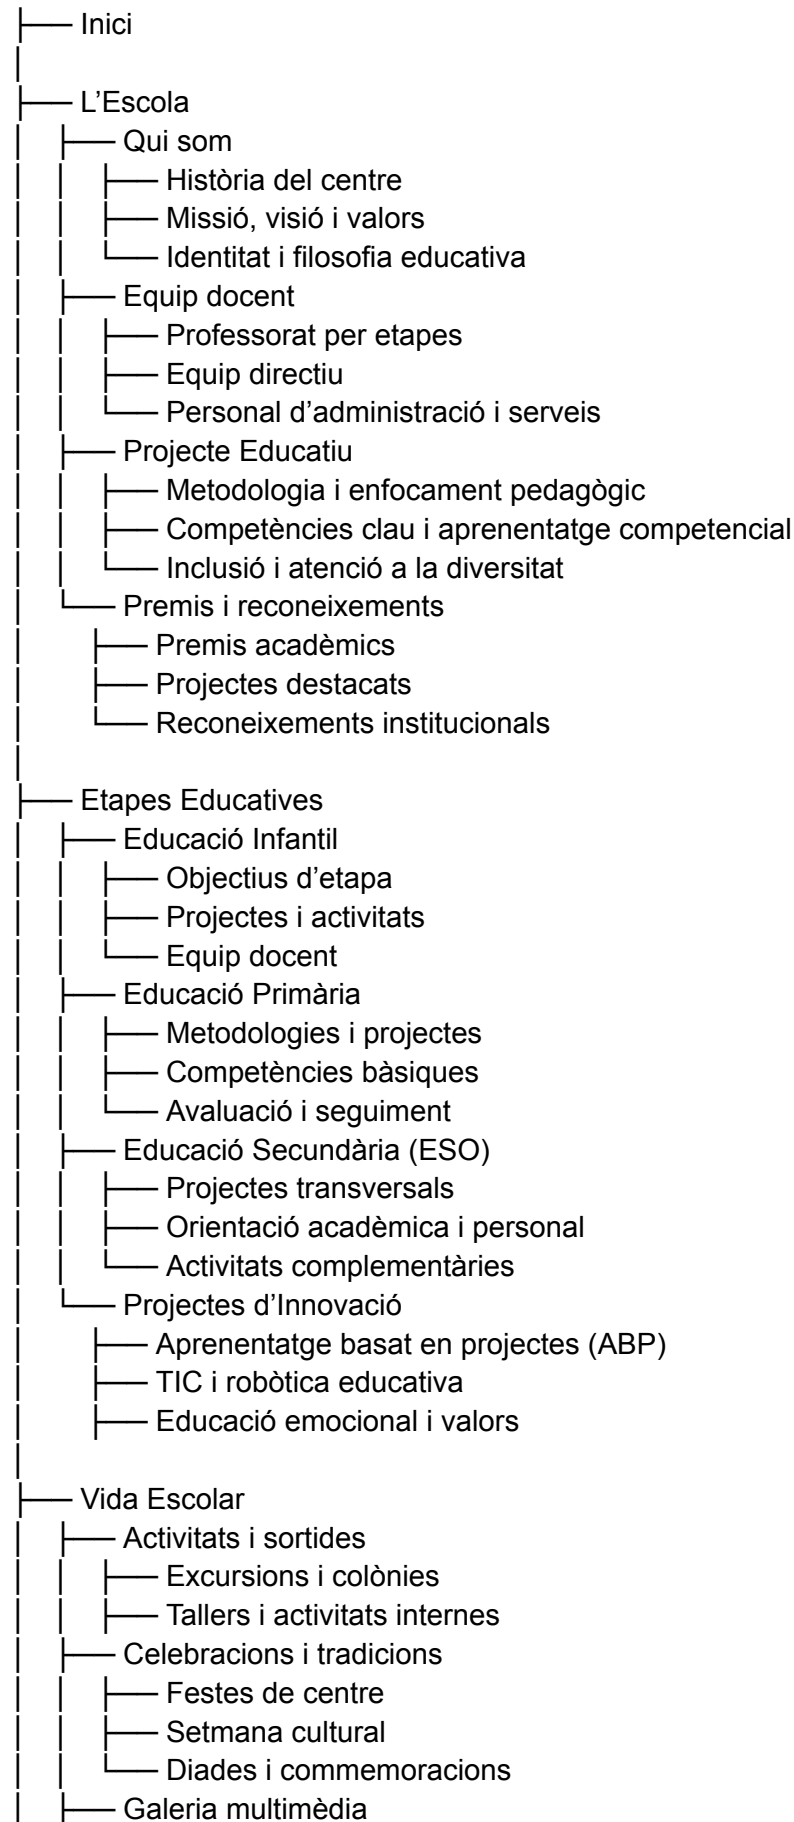 ├── Inici
│
├── L’Escola
│ ├── Qui som
│ │ ├── Història del centre
│ │ ├── Missió, visió i valors
│ │ └── Identitat i filosofia educativa
│ ├── Equip docent
│ │ ├── Professorat per etapes
│ │ ├── Equip directiu
│ │ └── Personal d’administració i serveis
│ ├── Projecte Educatiu
│ │ ├── Metodologia i enfocament pedagògic
│ │ ├── Competències clau i aprenentatge competencial
│ │ └── Inclusió i atenció a la diversitat
│ └── Premis i reconeixements
│ ├── Premis acadèmics
│ ├── Projectes destacats
│ └── Reconeixements institucionals
│
├── Etapes Educatives
│ ├── Educació Infantil
│ │ ├── Objectius d’etapa
│ │ ├── Projectes i activitats
│ │ └── Equip docent
│ ├── Educació Primària
│ │ ├── Metodologies i projectes
│ │ ├── Competències bàsiques
│ │ └── Avaluació i seguiment
│ ├── Educació Secundària (ESO)
│ │ ├── Projectes transversals
│ │ ├── Orientació acadèmica i personal
│ │ └── Activitats complementàries
│ └── Projectes d’Innovació
│ ├── Aprenentatge basat en projectes (ABP)
│ ├── TIC i robòtica educativa
│ ├── Educació emocional i valors
│
├── Vida Escolar
│ ├── Activitats i sortides
│ │ ├── Excursions i colònies
│ │ ├── Tallers i activitats internes
│ ├── Celebracions i tradicions
│ │ ├── Festes de centre
│ │ ├── Setmana cultural
│ │ └── Diades i commemoracions
│ ├── Galeria multimèdia